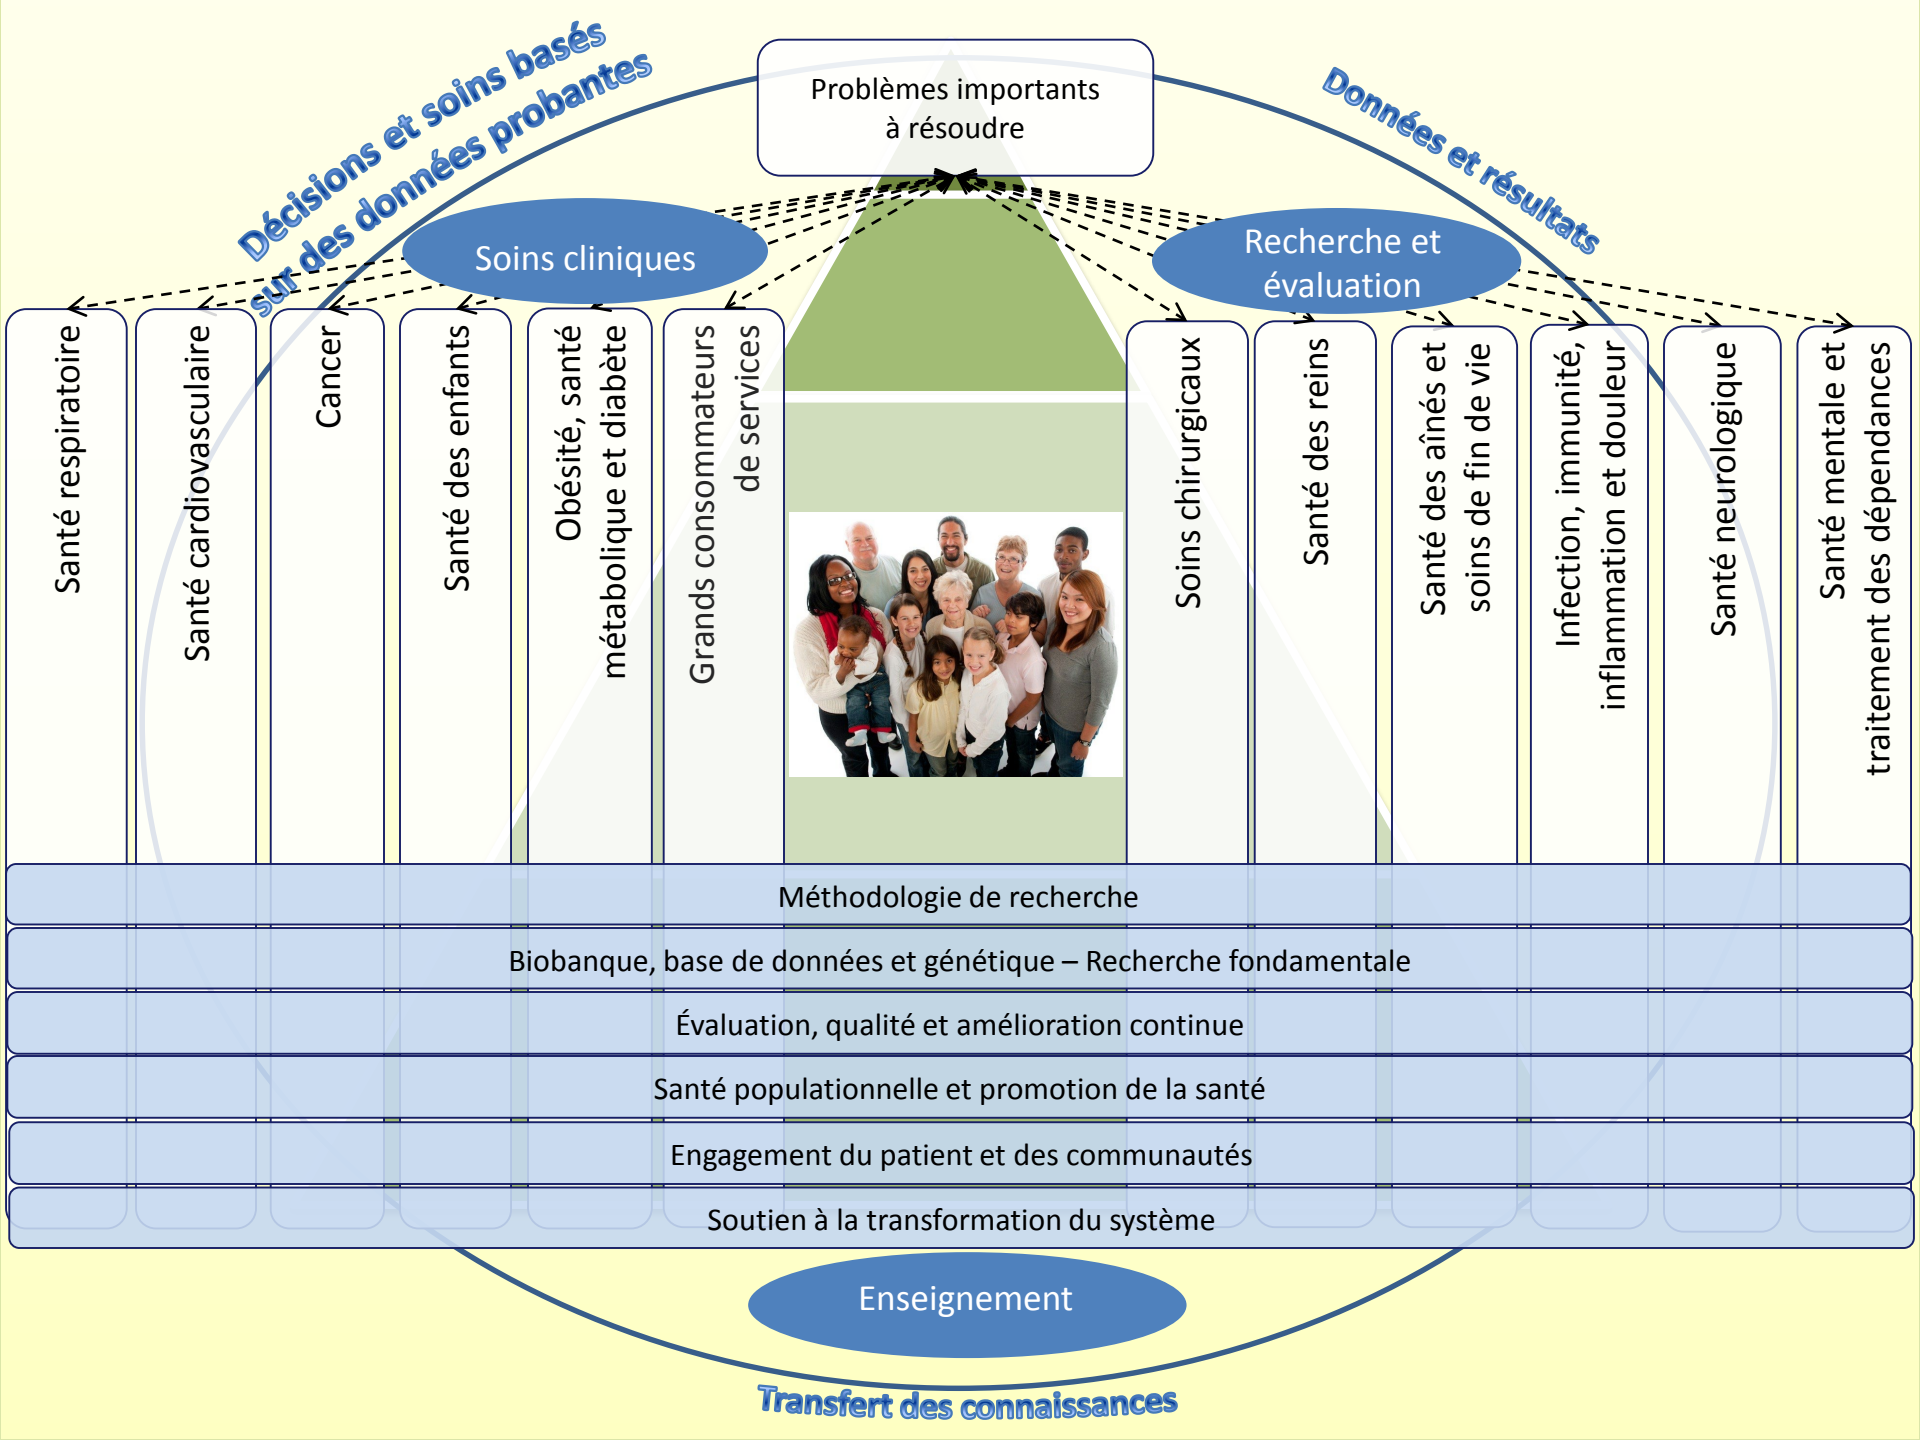 Décisions et soins basés
sur des données probantes
Problèmes importants
à résoudre
Données et résultats
Soins cliniques
Recherche et
évaluation
Santé respiratoire
Santé cardiovasculaire
Cancer
Santé des enfants
Obésité, santé
métabolique et diabète
Grands consommateurs
de services
Soins chirurgicaux
Santé des reins
Santé des aînés et
soins de fin de vie
Infection, immunité,
inflammation et douleur
Santé neurologique
Santé mentale et
traitement des dépendances
Méthodologie de recherche
Biobanque, base de données et génétique – Recherche fondamentale
Évaluation, qualité et amélioration continue
Santé populationnelle et promotion de la santé
Engagement du patient et des communautés
Soutien à la transformation du système
Enseignement
Transfert des connaissances